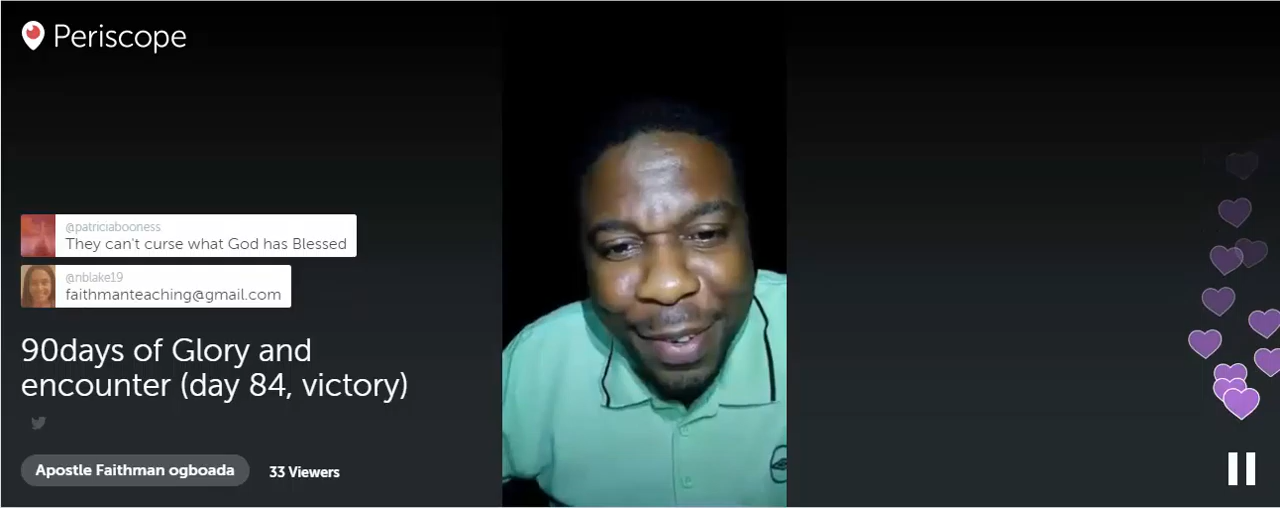 Periscope
@patriciabooness
They can't curse what God has Blessed
@nblake19
faithmanteaching@gmail.com
90days of Glory and
encounter (day 84, victory)
Apostle Faithman ogboada
33 Viewers